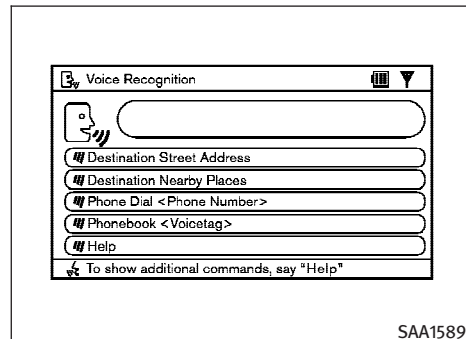 Voice Recognition
Destination Street Address
Destination Nearby Places
Phone Dial <Phone Number>
Phonebook <Voicetag>
Help
To show additional commands, say "Help"
SAA1589